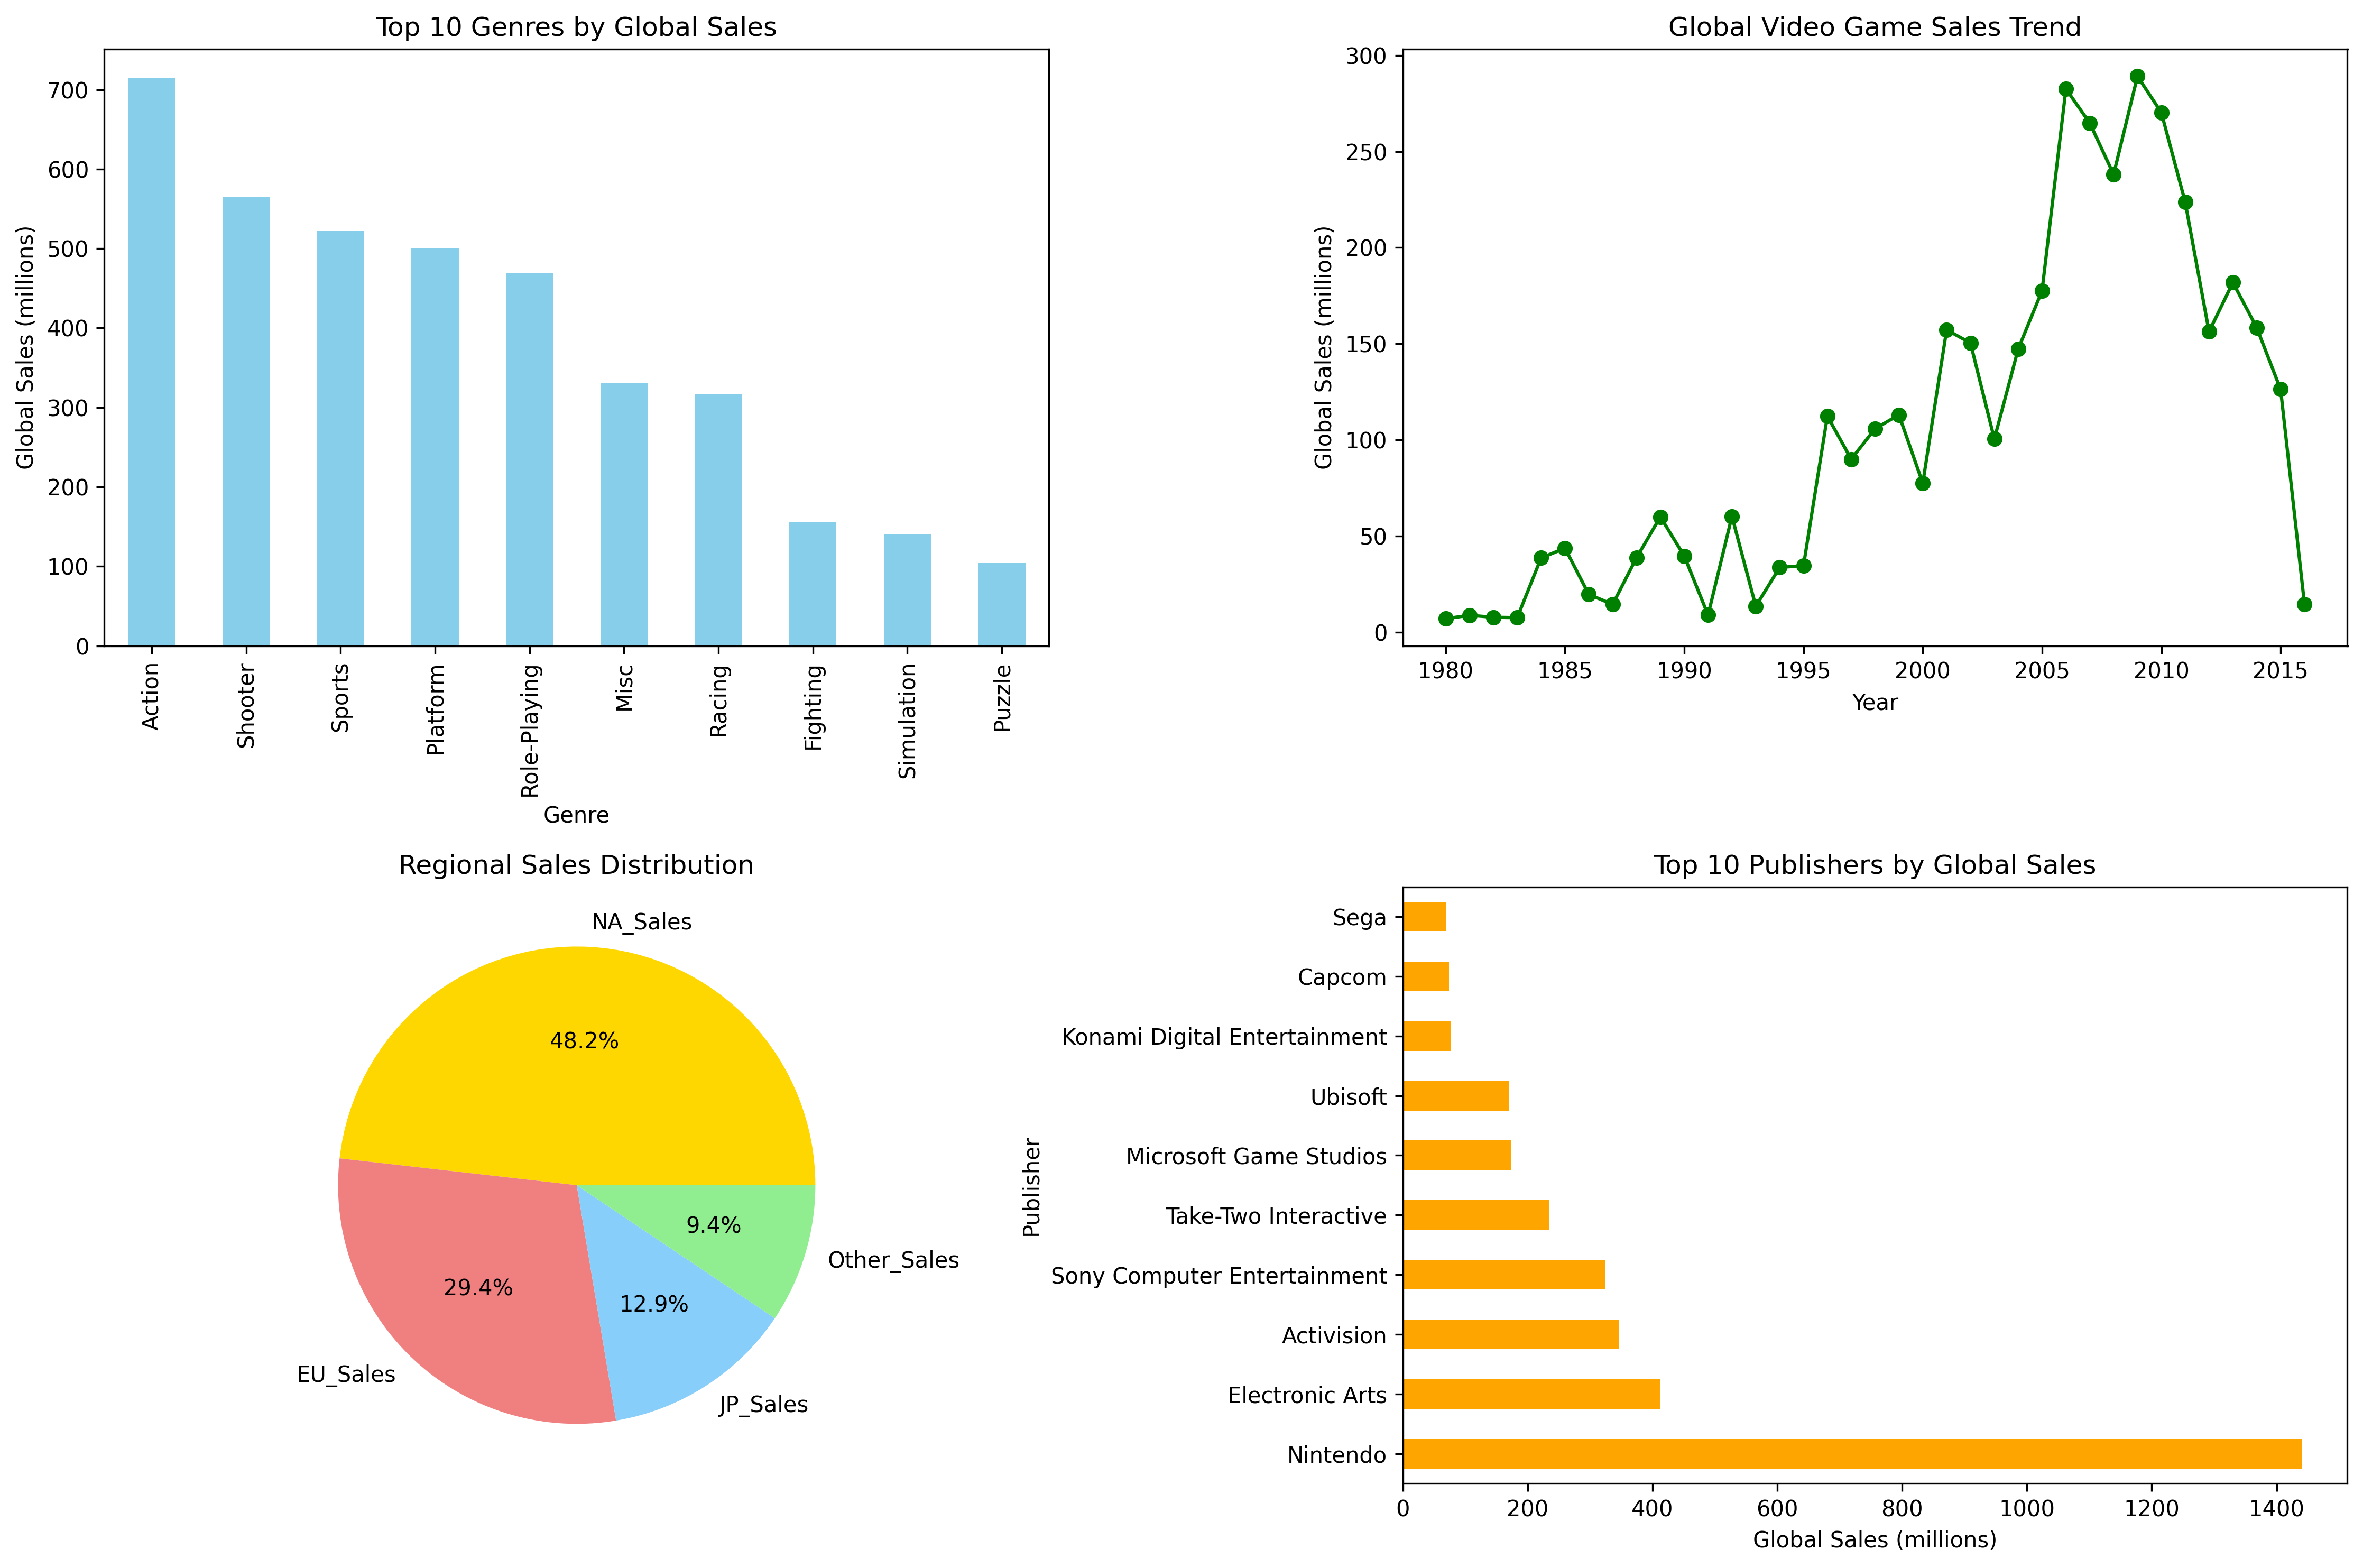 Top 10 Genres by Global Sales
Global Sales (millions)
700
600
500
400
300
200
100
0
Action
Shooter
Sports
Platform
Role-Playing
Misc
Racing
Fighting
Simulation
Puzzle
Genre
Global Video Game Sales Trend
Global Sales (millions)
300
250
200
150
100
50
0
1980
1985
1990
1995
2000
2005
2010
2015
Year
Regional Sales Distribution
NA_Sales
48.2%
29.4%
EU_Sales
12.9%
JP_Sales
9.4%
Other_Sales
Top 10 Publishers by Global Sales
Publisher
Sega
Capcom
Konami Digital Entertainment
Ubisoft
Microsoft Game Studios
Take-Two Interactive
Sony Computer Entertainment
Activision
Electronic Arts
Nintendo
0
200
400
600
800
1000
1200
1400
Global Sales (millions)